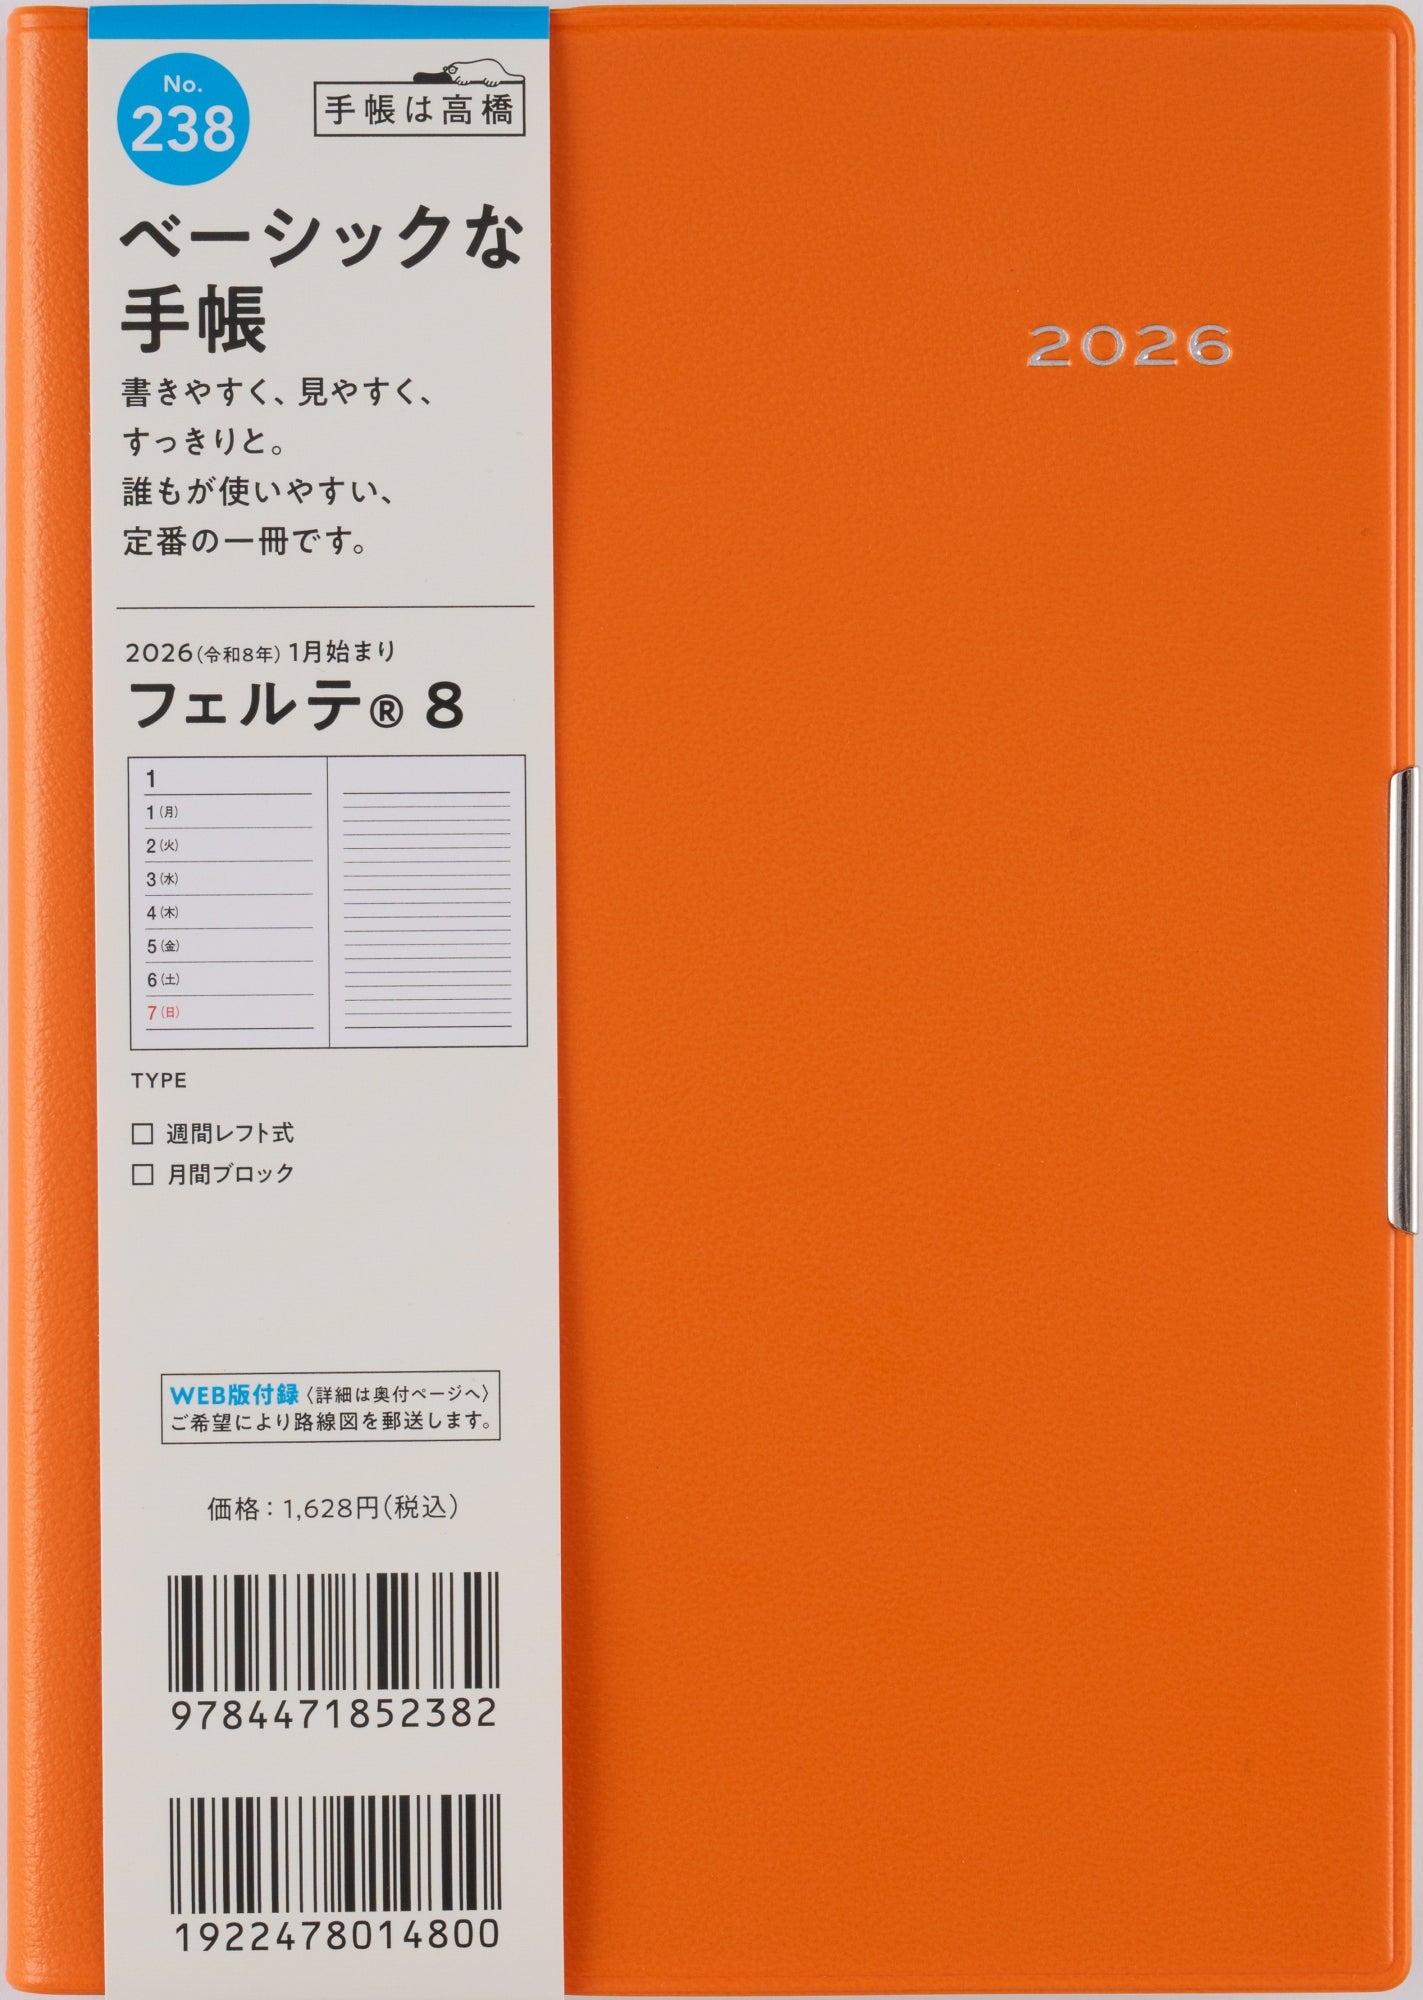 No.
238
手帳は高橋
ベーシックな
手帳
書きやすく、見やすく、
すっきりと。
誰もが使いやすい、
定番の一冊です。
2026(令和8年)1月始まり
フェルテ® 8
1
1(月)
2(火)
3(水)
4(木)
5(金)
6(土)
7(日)
TYPE
□ 週間レフト式
□ 月間ブロック
WEB版付録〈詳細は奥付ページへ〉
ご希望により路線図を郵送します。
価格：1,628円(税込)
9784471852382
1922478014800
2026